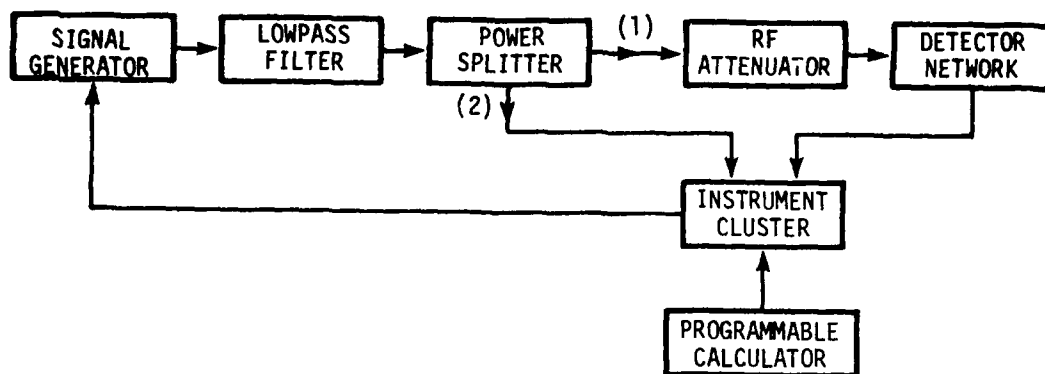 SIGNAL
GENERATOR
LOWPASS
FILTER
POWER
SPLITTER
(1)
RF
ATTENUATOR
DETECTOR
NETWORK
(2)
INSTRUMENT
CLUSTER
PROGRAMMABLE
CALCULATOR